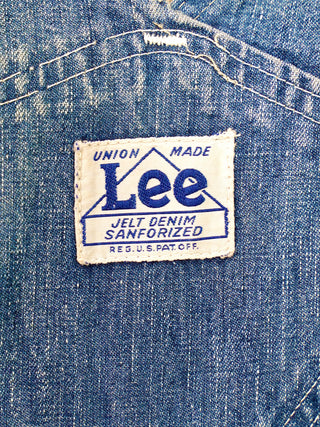 UNION MADE
Lee
JELT DENIM
SANFORIZED
REG. U.S. PAT. OFF.